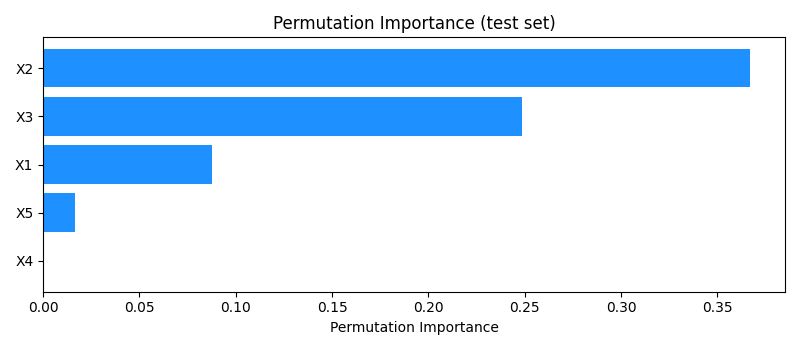 Permutation Importance (test set)
X2
X3
X1
X5
X4
0.00 0.05 0.10 0.15 0.20 0.25 0.30 0.35
Permutation Importance